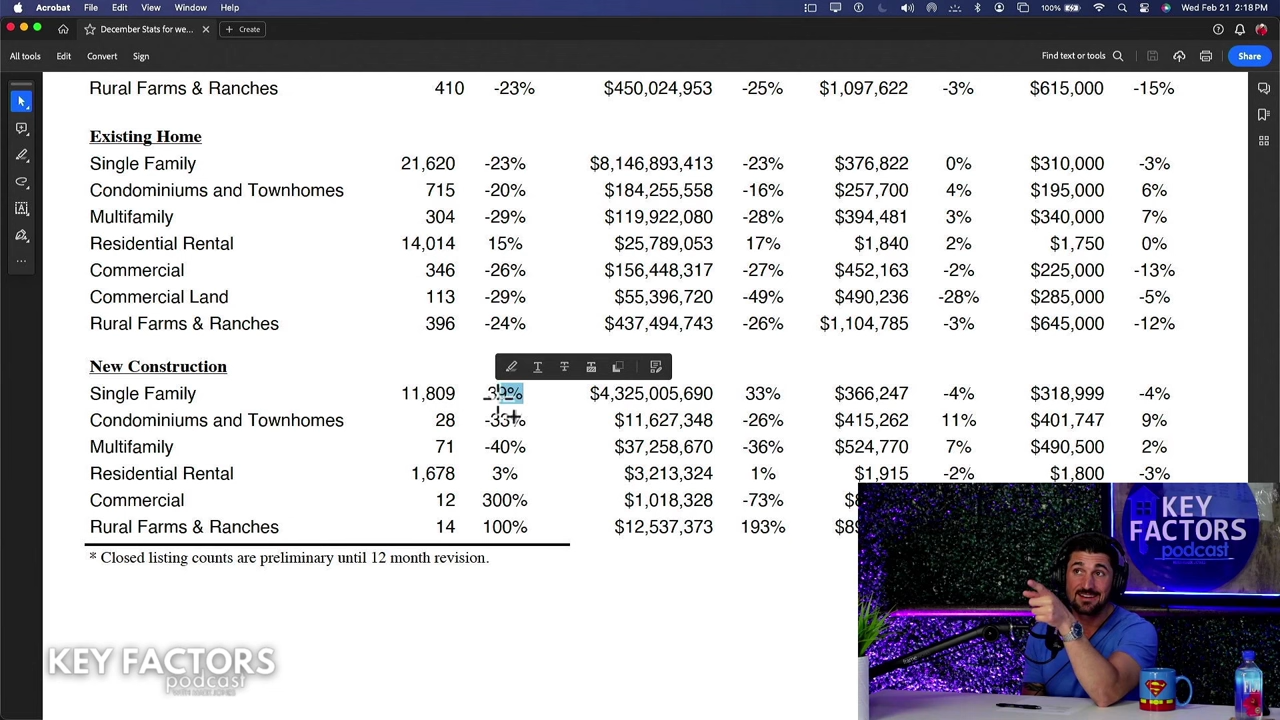 Acrobat File Edit View Window Help 100% Wed Feb 21 2:18 PM
December Stats for we... Create
All tools Edit Convert Sign Find text or tools Share
Rural Farms & Ranches 410 -23% $450,024,953 -25% $1,097,622 -3% $615,000 -15%
Existing Home
Single Family 21,620 -23% $8,146,893,413 -23% $376,822 0% $310,000 -3%
Condominiums and Townhomes 715 -20% $184,255,558 -16% $257,700 4% $195,000 6%
Multifamily 304 -29% $119,922,080 -28% $394,481 3% $340,000 7%
Residential Rental 14,014 15% $25,789,053 17% $1,840 2% $1,750 0%
Commercial 346 -26% $156,448,317 -27% $452,163 -2% $225,000 -13%
Commercial Land 113 -29% $55,396,720 -49% $490,236 -28% $285,000 -5%
Rural Farms & Ranches 396 -24% $437,494,743 -26% $1,104,785 -3% $645,000 -12%
New Construction
Single Family 11,809 $4,325,005,690 33% $366,247 -4% $318,999 -4%
Condominiums and Townhomes 28 $11,627,348 -26% $415,262 11% $401,747 9%
Multifamily 71 -40% $37,258,670 -36% $524,770 7% $490,500 2%
Residential Rental 1,678 3% $3,213,324 1% $1,915 -2% $1,800 -3%
Commercial 12 300% $1,018,328 -73%
Rural Farms & Ranches 14 100% $12,537,373 193%
* Closed listing counts are preliminary until 12 month revision.
KEY
FACTORS
podcast
KEY FACTORS
podcast
WITH MARK JONES